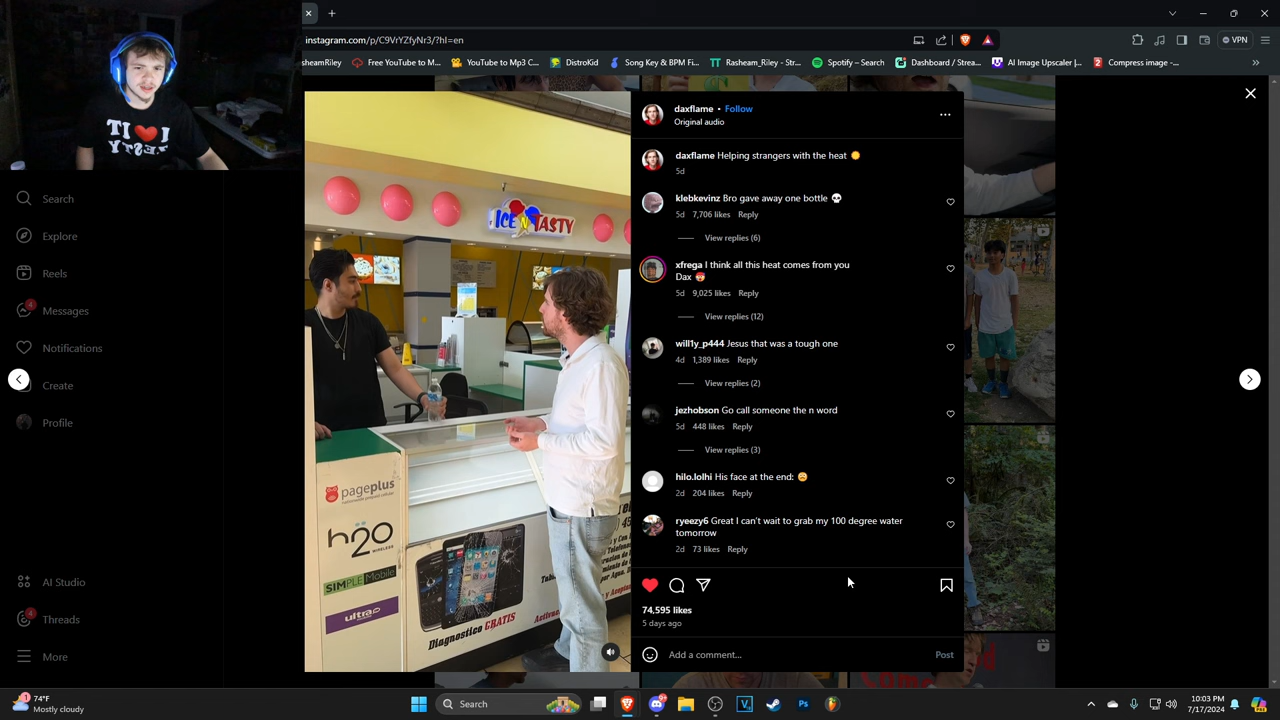 I ❤️ IT
TASTY
instagram.com/p/C9VrYZfyNr3/?hl=en
VPN
sheamRiley
Free YouTube to M...
YouTube to Mp3 C...
DistroKid
Song Key & BPM Fi...
Rasheam_Riley - Str...
Spotify – Search
Dashboard / Strea...
AI Image Upscaler |...
Compress image -...
Search
Explore
Reels
4
Messages
Notifications
Create
Profile
AI Studio
4
Threads
More
ICE N TASTY
pageplus
h2o
WIRELESS
SIMPLE Mobile
ultra
Diagnostico GRATIS
daxflame • Follow
Original audio
daxflame Helping strangers with the heat ☀️
5d
klebkevinz Bro gave away one bottle 💀
5d 7,706 likes Reply
View replies (6)
xfrega I think all this heat comes from you
Dax 🥵
5d 9,025 likes Reply
View replies (12)
will1y_p444 Jesus that was a tough one
4d 1,389 likes Reply
View replies (2)
jezhobson Go call someone the n word
5d 448 likes Reply
View replies (3)
hilo.lolhi His face at the end: 😞
2d 204 likes Reply
ryeezy6 Great I can't wait to grab my 100 degree water
tomorrow
2d 73 likes Reply
74,595 likes
5 days ago
Add a comment...
Post
74°F
Mostly cloudy
Search
10:03 PM
7/17/2024